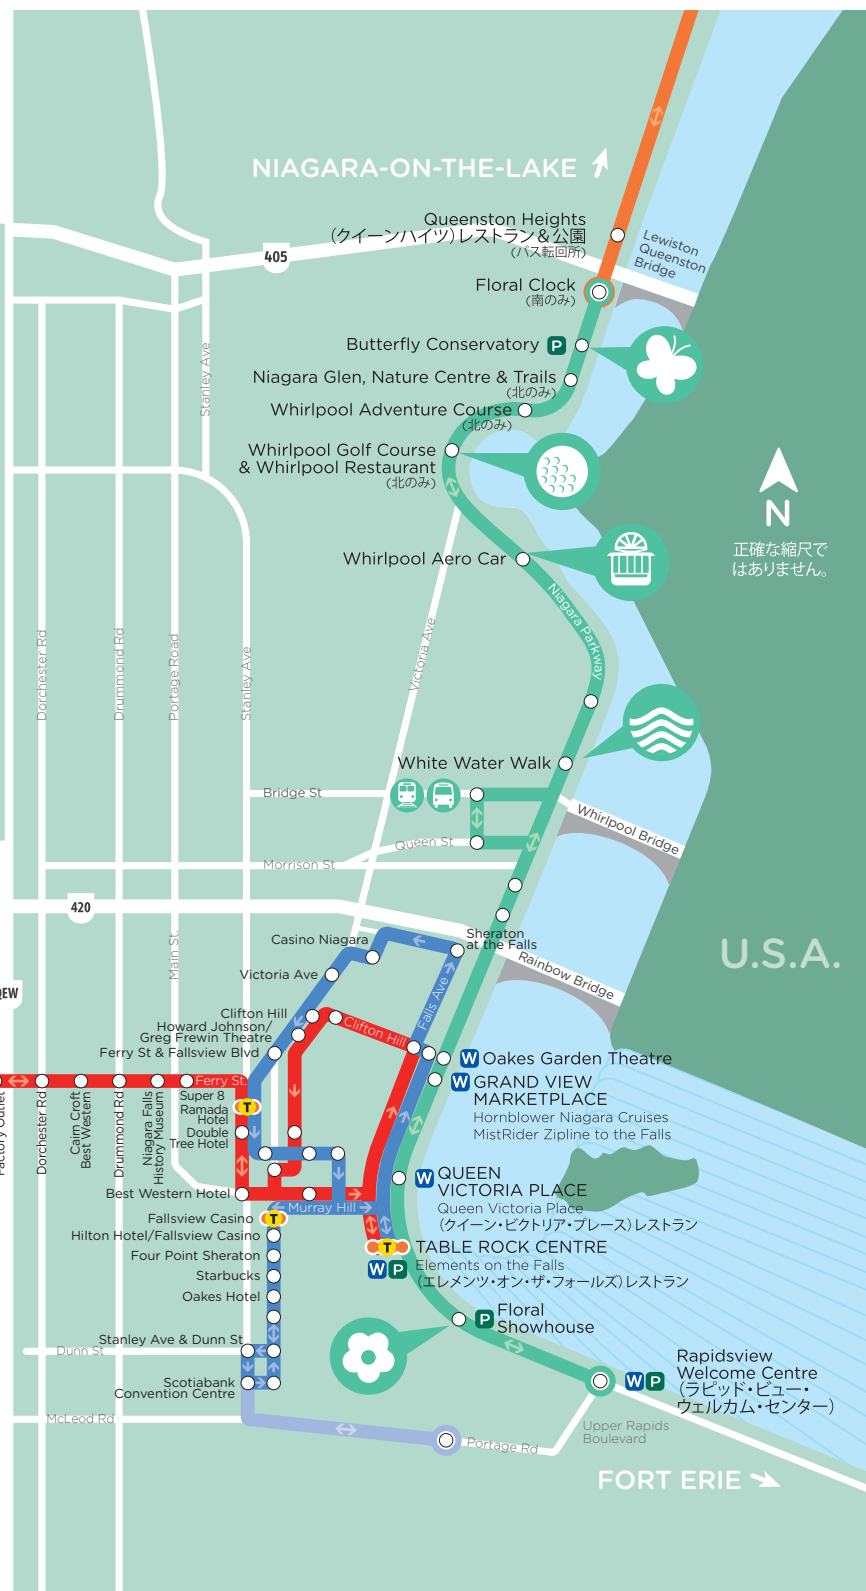 NIAGARA-ON-THE-LAKE
Queenston Heights
(クイーンハイツ)レストラン&公園
(バス転回所)
Lewiston
Queenston
Bridge
405
Floral Clock
(南のみ)
Butterfly Conservatory P
Stanley Ave
Niagara Glen, Nature Centre & Trails
(北のみ)
Whirlpool Adventure Course
(北のみ)
Whirlpool Golf Course
& Whirlpool Restaurant
(北のみ)
N
正確な縮尺で
はありません。
Whirlpool Aero Car
Niagara Parkway
Dorchester Rd
Drummond Rd
Portage Road
Stanley Ave
Victoria Ave
White Water Walk
Bridge St
Whirlpool Bridge
Queen St
Morrison St
420
Main St.
Casino Niagara
Sheraton
at the Falls
U.S.A.
Rainbow Bridge
Victoria Ave
QEW
Falls Ave
Clifton Hill
Clifton Hill
Howard Johnson/
Greg Frewin Theatre
Ferry St & Fallsview Blvd
W Oakes Garden Theatre
W GRAND VIEW
MARKETPLACE
Hornblower Niagara Cruises
MistRider Zipline to the Falls
Ferry St.
Factory Outlet
Dorchester Rd
Cairn Croft
Best Western
Drummond Rd
Niagara Falls
History Museum
Super 8
Ramada
Hotel
T
Double
Tree Hotel
W QUEEN
VICTORIA PLACE
Queen Victoria Place
(クイーン・ビクトリア・プレース)レストラン
Best Western Hotel
Murray Hill
Fallsview Casino T
Hilton Hotel/Fallsview Casino
T TABLE ROCK CENTRE
W P Elements on the Falls
(エレメンツ・オン・ザ・フォールズ)レストラン
Four Point Sheraton
Starbucks
Oakes Hotel
P Floral
Showhouse
Stanley Ave & Dunn St
Dunn St
Scotiabank
Convention Centre
W P Rapidsview
Welcome Centre
(ラピッド・ビュー・
ウェルカム・センター)
McLeod Rd
Portage Rd
Upper Rapids
Boulevard
FORT ERIE